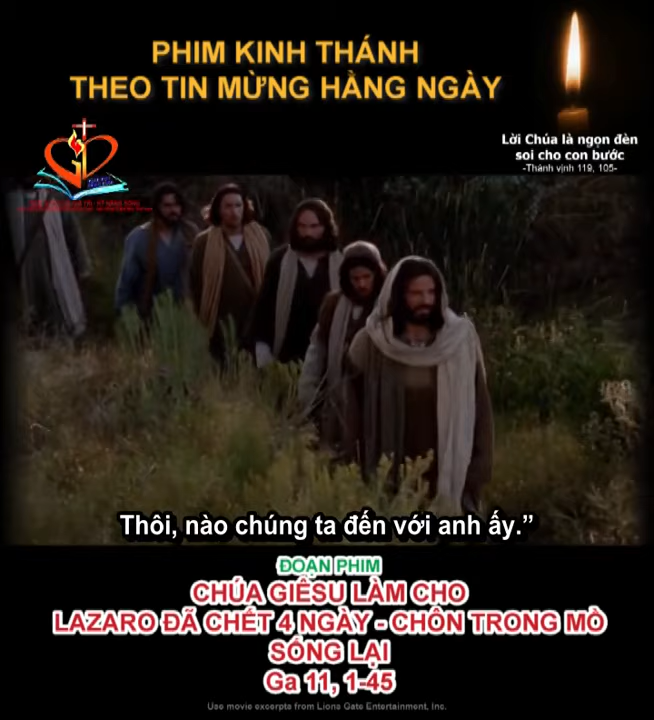 PHIM KINH THÁNH
THEO TIN MỪNG HẰNG NGÀY
Lời Chúa là ngọn đèn
soi cho con bước
-Thánh vịnh 119, 105-
Thôi, nào chúng ta đến với anh ấy.”
ĐOẠN PHIM
CHÚA GIÊSU LÀM CHO
LAZARO ĐÃ CHẾT 4 NGÀY - CHÔN TRONG MỒ
SỐNG LẠI
Ga 11, 1-45
Use movie excerpts from Lions Gate Entertainment, Inc.